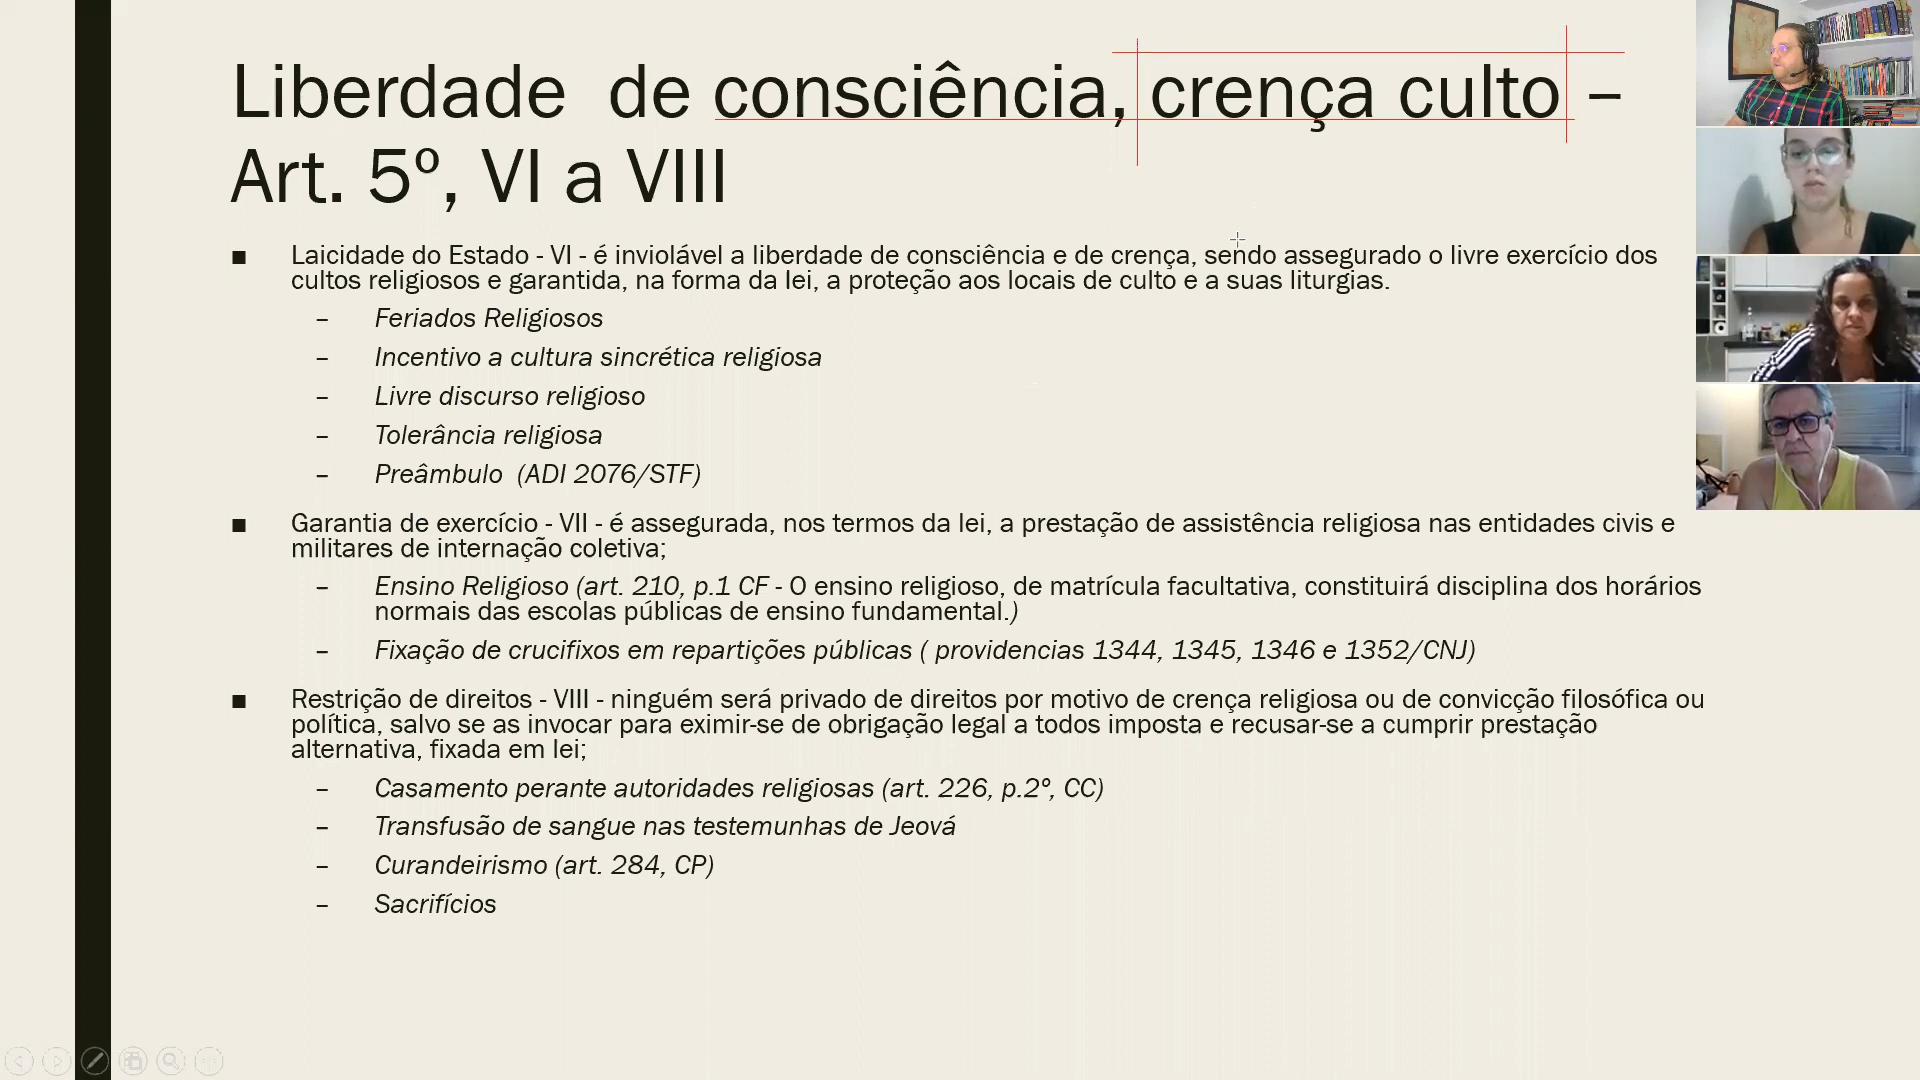 Liberdade  de consciência, crença culto –
Art. 5º, VI a VIII
■ Laicidade do Estado - VI - é inviolável a liberdade de consciência e de crença, sendo assegurado o livre exercício dos
cultos religiosos e garantida, na forma da lei, a proteção aos locais de culto e a suas liturgias.
– Feriados Religiosos
– Incentivo a cultura sincrética religiosa
– Livre discurso religioso
– Tolerância religiosa
– Preâmbulo  (ADI 2076/STF)
■ Garantia de exercício - VII - é assegurada, nos termos da lei, a prestação de assistência religiosa nas entidades civis e
militares de internação coletiva;
– Ensino Religioso (art. 210, p.1 CF - O ensino religioso, de matrícula facultativa, constituirá disciplina dos horários
normais das escolas públicas de ensino fundamental.)
– Fixação de crucifixos em repartições públicas ( providencias 1344, 1345, 1346 e 1352/CNJ)
■ Restrição de direitos - VIII - ninguém será privado de direitos por motivo de crença religiosa ou de convicção filosófica ou
política, salvo se as invocar para eximir-se de obrigação legal a todos imposta e recusar-se a cumprir prestação
alternativa, fixada em lei;
– Casamento perante autoridades religiosas (art. 226, p.2º, CC)
– Transfusão de sangue nas testemunhas de Jeová
– Curandeirismo (art. 284, CP)
– Sacrifícios